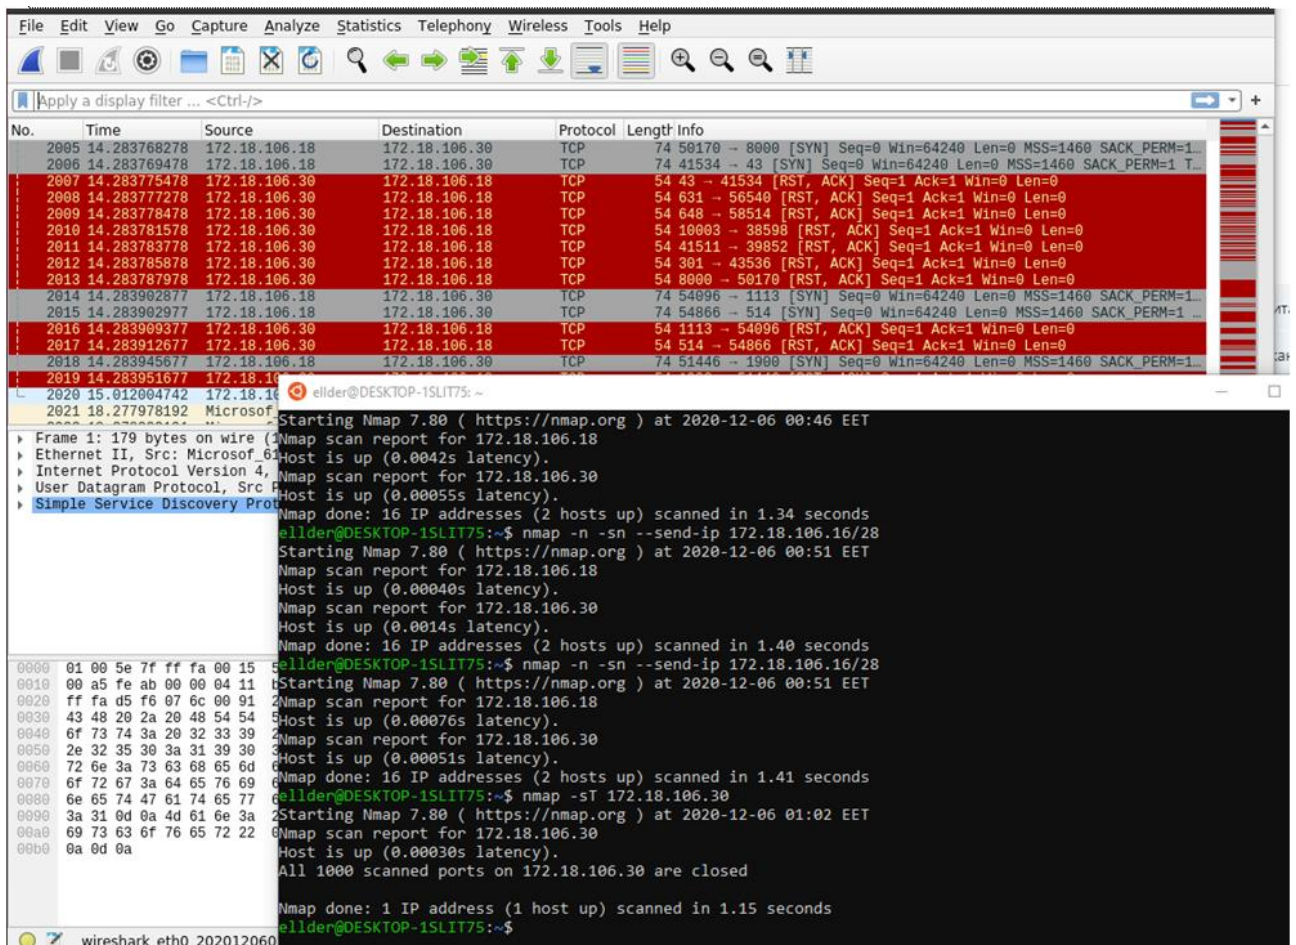 File Edit View Go Capture Analyze Statistics Telephony Wireless Tools Help
Apply a display filter ... <Ctrl-/>
No. Time Source Destination Protocol Length Info
2005 14.283768278 172.18.106.18 172.18.106.30 TCP 74 50170 → 8000 [SYN] Seq=0 Win=64240 Len=0 MSS=1460 SACK_PERM=1…
2006 14.283769478 172.18.106.18 172.18.106.30 TCP 74 41534 → 43 [SYN] Seq=0 Win=64240 Len=0 MSS=1460 SACK_PERM=1 T…
2007 14.283775478 172.18.106.30 172.18.106.18 TCP 54 43 → 41534 [RST, ACK] Seq=1 Ack=1 Win=0 Len=0
2008 14.283777278 172.18.106.30 172.18.106.18 TCP 54 631 → 56540 [RST, ACK] Seq=1 Ack=1 Win=0 Len=0
2009 14.283778478 172.18.106.30 172.18.106.18 TCP 54 648 → 58514 [RST, ACK] Seq=1 Ack=1 Win=0 Len=0
2010 14.283781578 172.18.106.30 172.18.106.18 TCP 54 10003 → 38598 [RST, ACK] Seq=1 Ack=1 Win=0 Len=0
2011 14.283783778 172.18.106.30 172.18.106.18 TCP 54 41511 → 39852 [RST, ACK] Seq=1 Ack=1 Win=0 Len=0
2012 14.283785878 172.18.106.30 172.18.106.18 TCP 54 301 → 43536 [RST, ACK] Seq=1 Ack=1 Win=0 Len=0
2013 14.283787978 172.18.106.30 172.18.106.18 TCP 54 8000 → 50170 [RST, ACK] Seq=1 Ack=1 Win=0 Len=0
2014 14.283902877 172.18.106.18 172.18.106.30 TCP 74 54096 → 1113 [SYN] Seq=0 Win=64240 Len=0 MSS=1460 SACK_PERM=1…
2015 14.283902977 172.18.106.18 172.18.106.30 TCP 74 54866 → 514 [SYN] Seq=0 Win=64240 Len=0 MSS=1460 SACK_PERM=1 …
2016 14.283909377 172.18.106.30 172.18.106.18 TCP 54 1113 → 54096 [RST, ACK] Seq=1 Ack=1 Win=0 Len=0
2017 14.283912677 172.18.106.30 172.18.106.18 TCP 54 514 → 54866 [RST, ACK] Seq=1 Ack=1 Win=0 Len=0
2018 14.283945677 172.18.106.18 172.18.106.30 TCP 74 51446 → 1900 [SYN] Seq=0 Win=64240 Len=0 MSS=1460 SACK_PERM=1…
2019 14.283951677 172.18.10
2020 15.012004742 172.18.10
2021 18.277978192 Microsof
Frame 1: 179 bytes on wire (1
Ethernet II, Src: Microsof_61
Internet Protocol Version 4,
User Datagram Protocol, Src P
Simple Service Discovery Prot
0000 01 00 5e 7f ff fa 00 15
0010 00 a5 fe ab 00 00 04 11
0020 ff fa d5 f6 07 6c 00 91
0030 43 48 20 2a 20 48 54 54
0040 6f 73 74 3a 20 32 33 39
0050 2e 32 35 30 3a 31 39 30
0060 72 6e 3a 73 63 68 65 6d
0070 6f 72 67 3a 64 65 76 69
0080 6e 65 74 47 61 74 65 77
0090 3a 31 0d 0a 4d 61 6e 3a
00a0 69 73 63 6f 76 65 72 22
00b0 0a 0d 0a
wireshark_eth0_202012060
ellder@DESKTOP-1SLIT75: ~
Starting Nmap 7.80 ( https://nmap.org ) at 2020-12-06 00:46 EET
Nmap scan report for 172.18.106.18
Host is up (0.0042s latency).
Nmap scan report for 172.18.106.30
Host is up (0.00055s latency).
Nmap done: 16 IP addresses (2 hosts up) scanned in 1.34 seconds
ellder@DESKTOP-1SLIT75:~$ nmap -n -sn --send-ip 172.18.106.16/28
Starting Nmap 7.80 ( https://nmap.org ) at 2020-12-06 00:51 EET
Nmap scan report for 172.18.106.18
Host is up (0.00040s latency).
Nmap scan report for 172.18.106.30
Host is up (0.0014s latency).
Nmap done: 16 IP addresses (2 hosts up) scanned in 1.40 seconds
ellder@DESKTOP-1SLIT75:~$ nmap -n -sn --send-ip 172.18.106.16/28
Starting Nmap 7.80 ( https://nmap.org ) at 2020-12-06 00:51 EET
Nmap scan report for 172.18.106.18
Host is up (0.00076s latency).
Nmap scan report for 172.18.106.30
Host is up (0.00051s latency).
Nmap done: 16 IP addresses (2 hosts up) scanned in 1.41 seconds
ellder@DESKTOP-1SLIT75:~$ nmap -sT 172.18.106.30
Starting Nmap 7.80 ( https://nmap.org ) at 2020-12-06 01:02 EET
Nmap scan report for 172.18.106.30
Host is up (0.00030s latency).
All 1000 scanned ports on 172.18.106.30 are closed
Nmap done: 1 IP address (1 host up) scanned in 1.15 seconds
ellder@DESKTOP-1SLIT75:~$